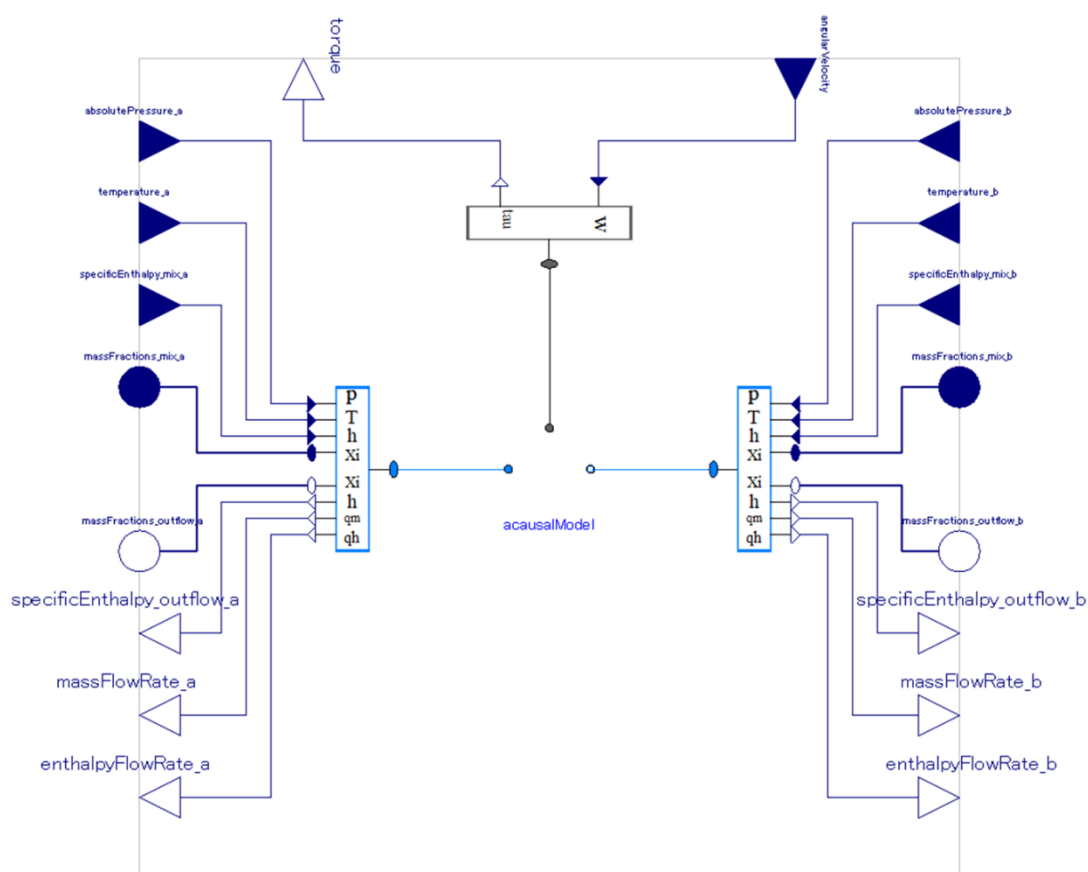 torque
angularVelocity
absolutePressure_a
absolutePressure_b
temperature_a
temperature_b
tau
W
specificEnthalpy_mix_a
specificEnthalpy_mix_b
massFractions_mix_a
massFractions_mix_b
p
T
h
Xi
Xi
h
qm
qh
p
T
h
Xi
Xi
h
qm
qh
massFractions_outflow_a
acausalModel
massFractions_outflow_b
specificEnthalpy_outflow_a
specificEnthalpy_outflow_b
massFlowRate_a
massFlowRate_b
enthalpyFlowRate_a
enthalpyFlowRate_b